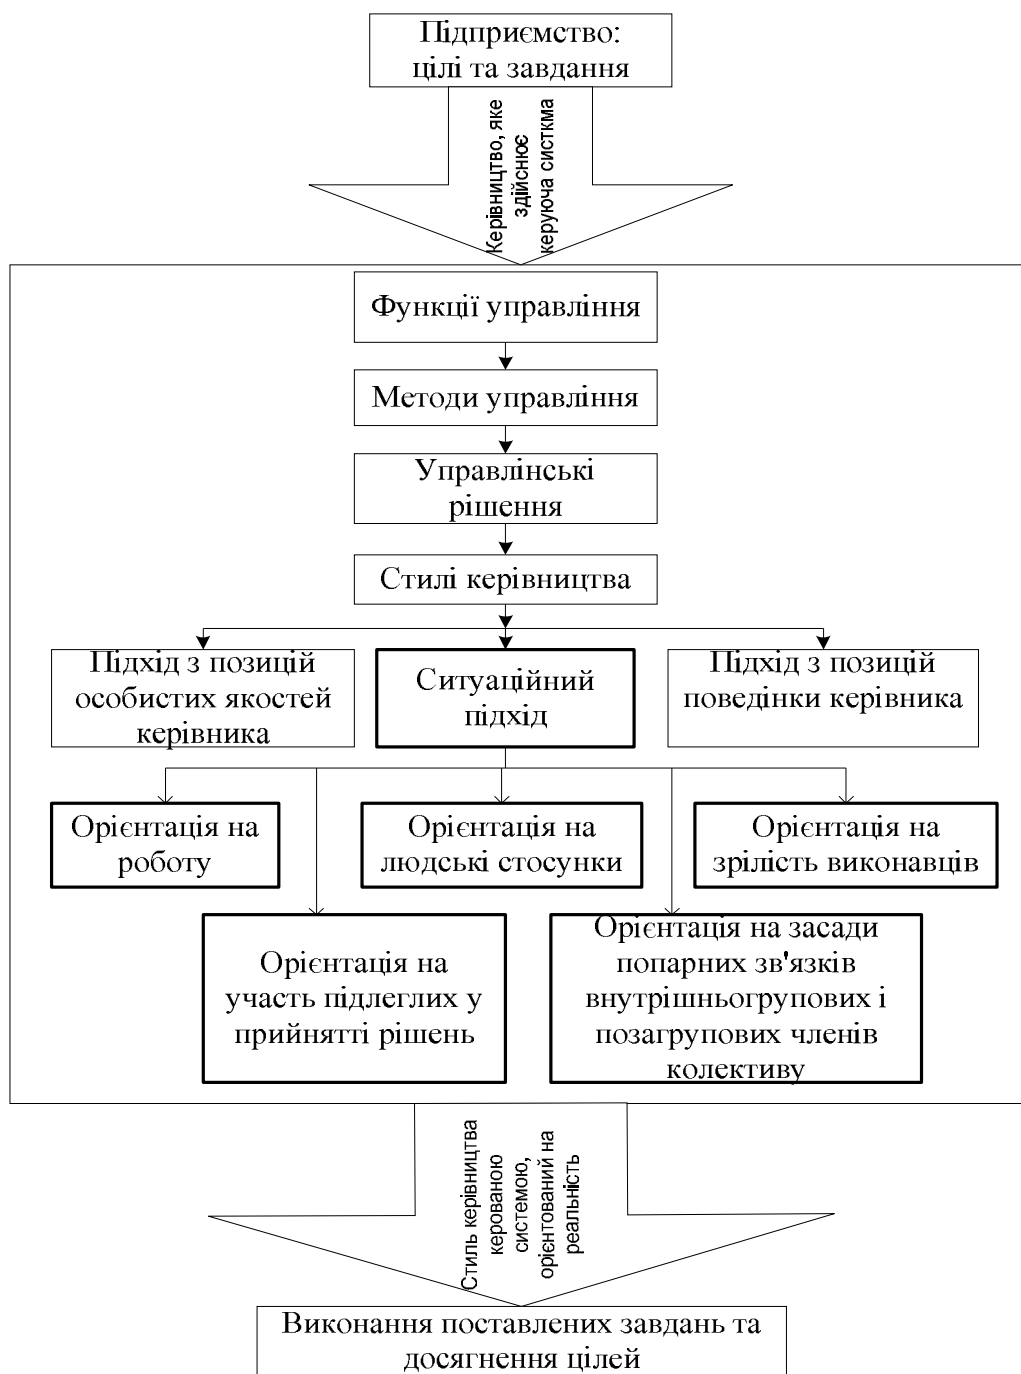 Підприємство:
цілі та завдання
Керівництво, яке
здійснює
керуюча систкма
Функції управління
Методи управління
Управлінські
рішення
Стилі керівництва
Підхід з позицій
особистих якостей
керівника
Ситуаційний
підхід
Підхід з позицій
поведінки керівника
Орієнтація на
роботу
Орієнтація на
людські стосунки
Орієнтація на
зрілість виконавців
Орієнтація на
участь підлеглих у
прийнятті рішень
Орієнтація на засади
попарних зв'язків
внутрішньогрупових і
позагрупових членів
колективу
Стиль керівництва
керованою
системою,
орієнтований на
реальність
Виконання поставлених завдань та
досягнення цілей